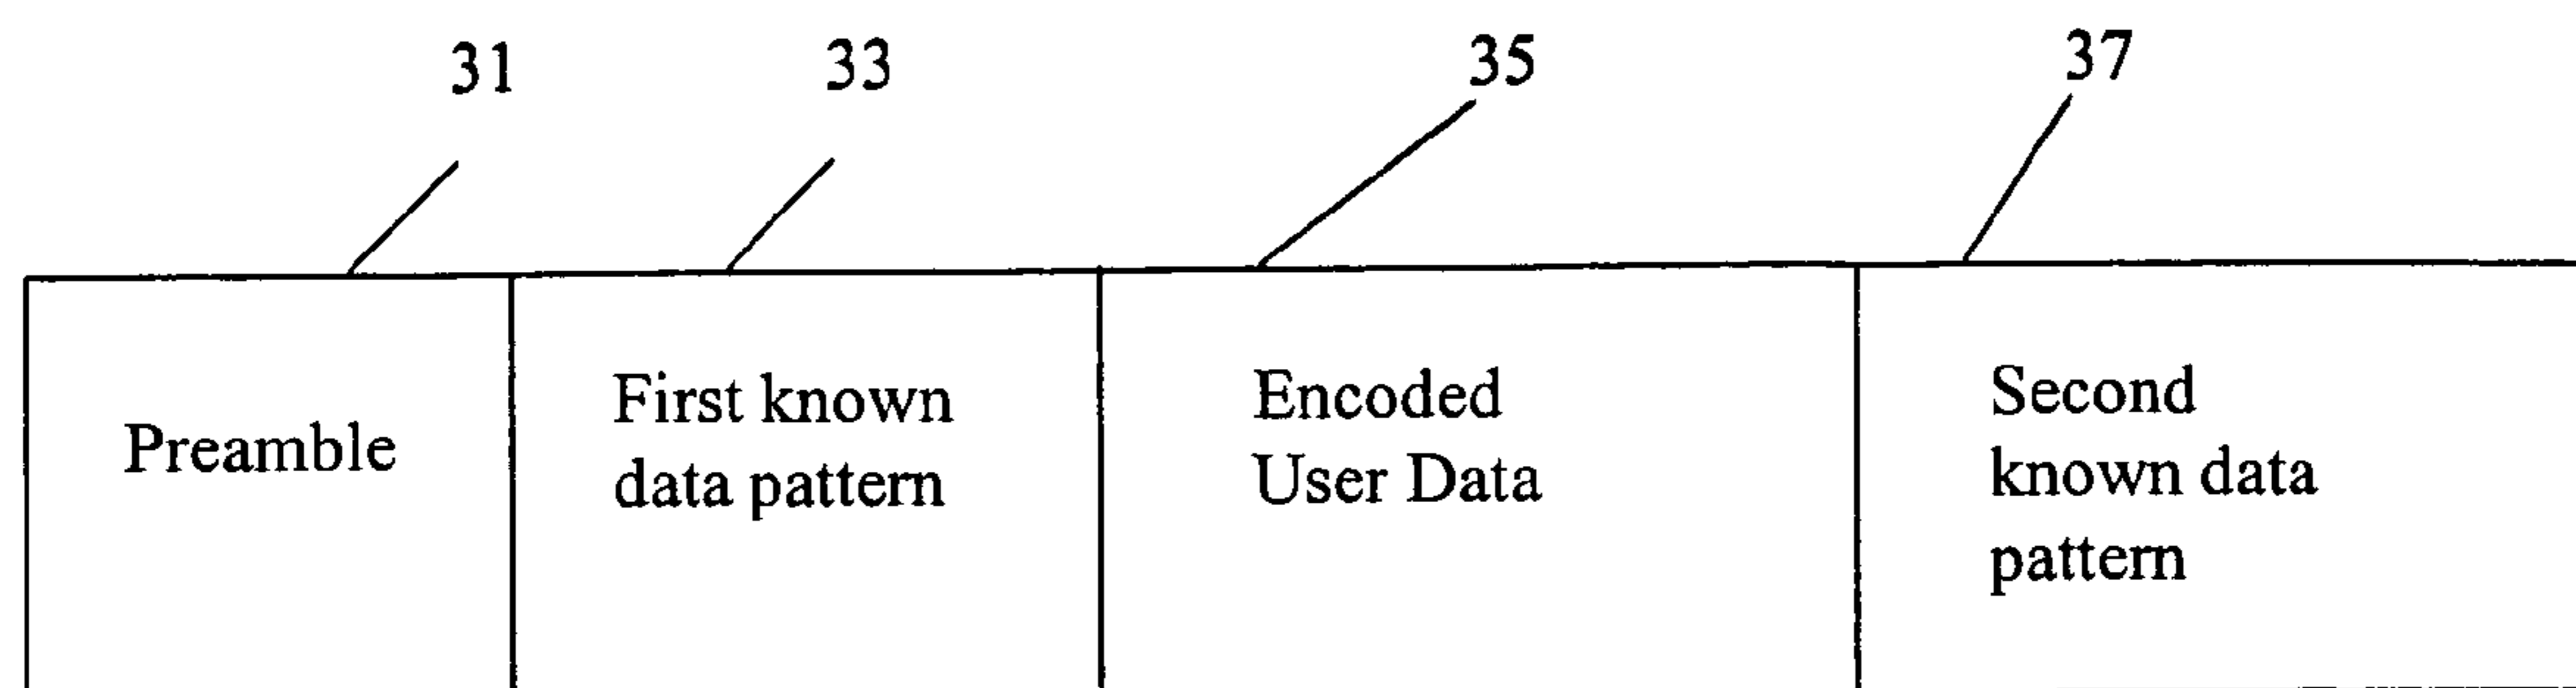 31 33 35 37
Preamble
First known
data pattern
Encoded
User Data
Second
known data
pattern